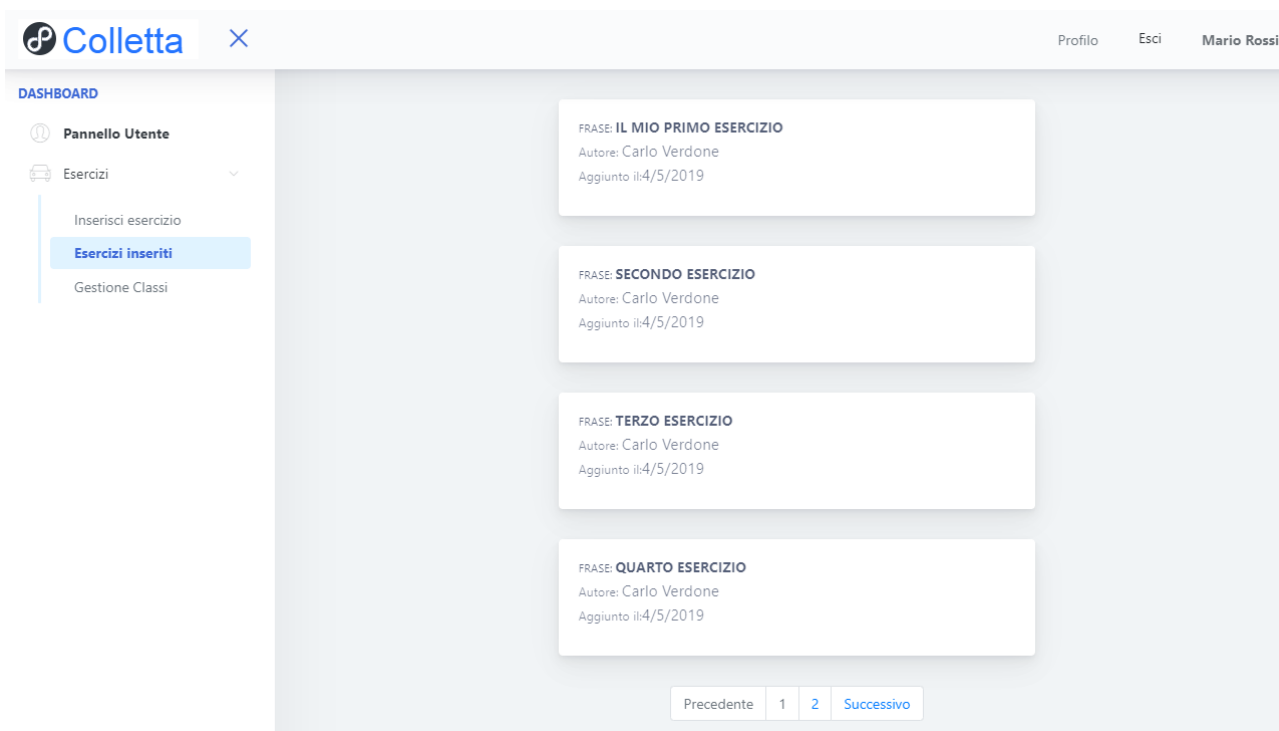 Colletta
Profilo Esci Mario Rossi
DASHBOARD
Pannello Utente
Esercizi
Inserisci esercizio
Esercizi inseriti
Gestione Classi
FRASE: IL MIO PRIMO ESERCIZIO
Autore: Carlo Verdone
Aggiunto il:4/5/2019
FRASE: SECONDO ESERCIZIO
Autore: Carlo Verdone
Aggiunto il:4/5/2019
FRASE: TERZO ESERCIZIO
Autore: Carlo Verdone
Aggiunto il:4/5/2019
FRASE: QUARTO ESERCIZIO
Autore: Carlo Verdone
Aggiunto il:4/5/2019
Precedente 1 2 Successivo